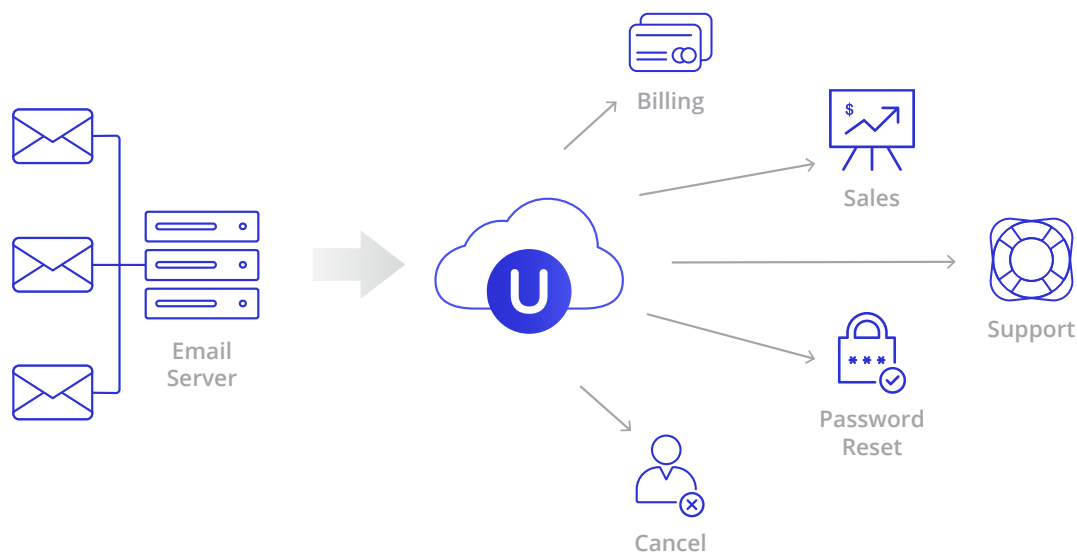 Billing
$
Sales
Email
Server
U
Support
***
Password
Reset
Cancel